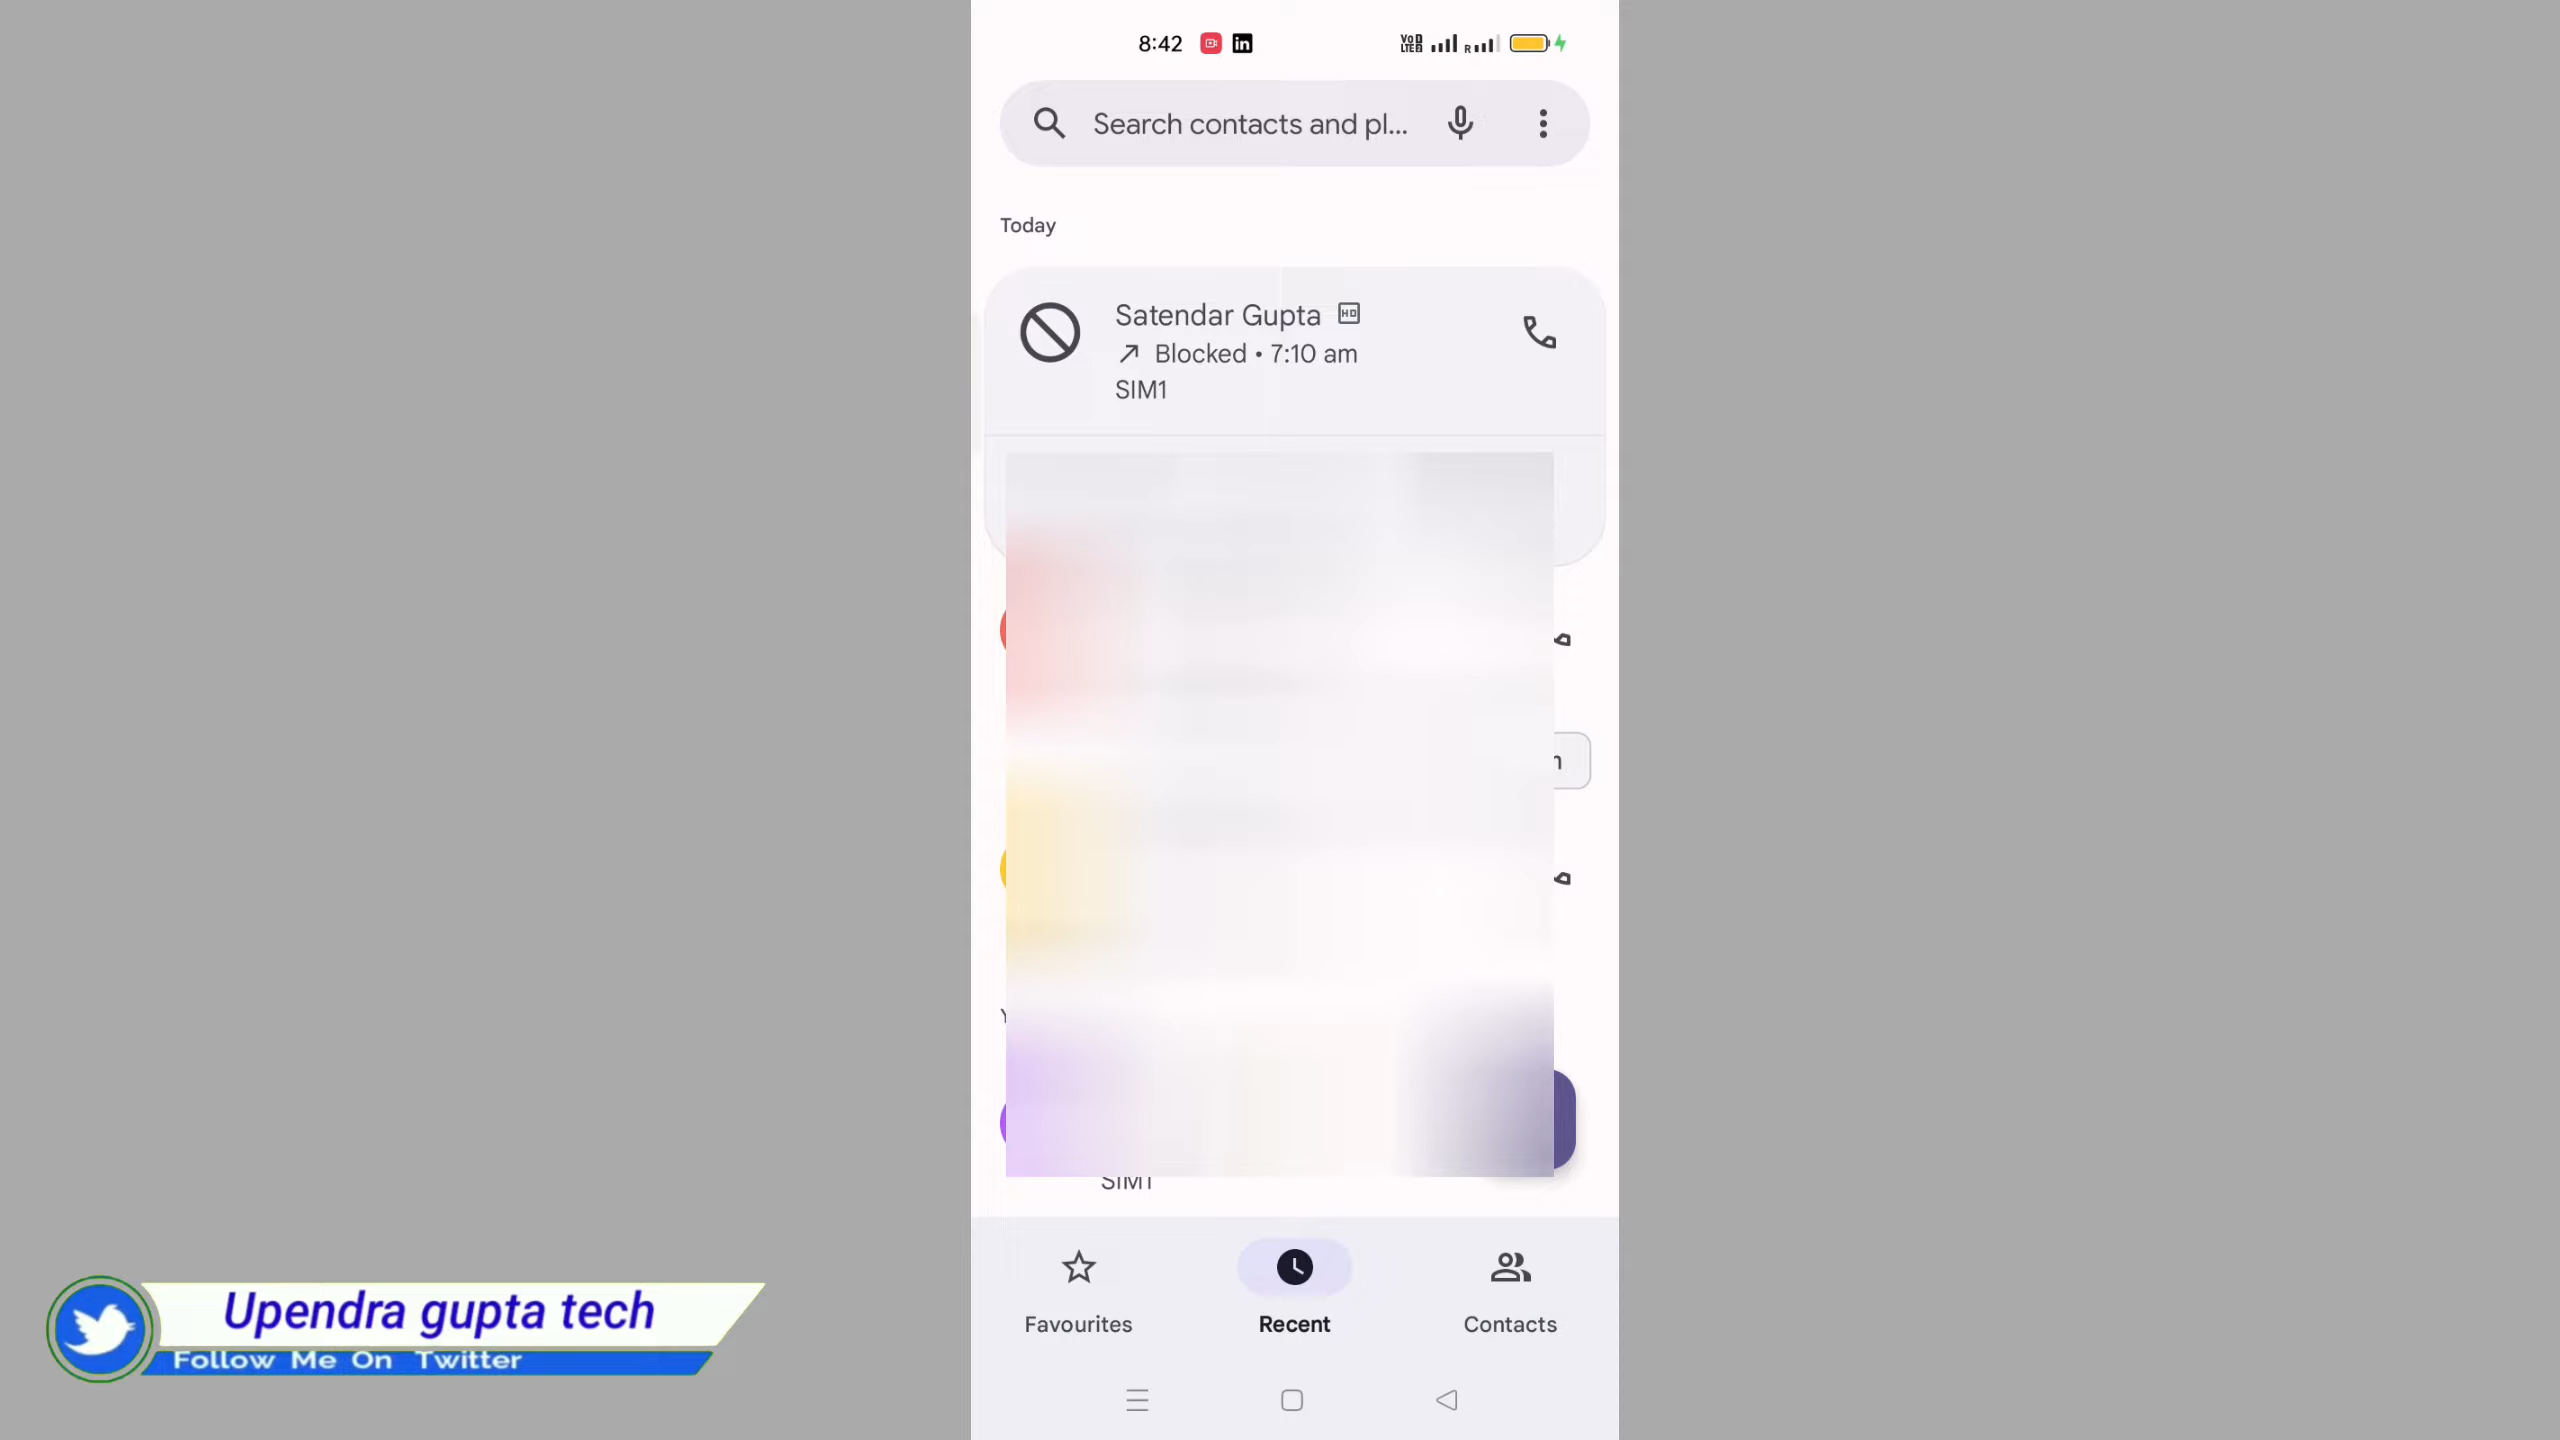 8:42
Search contacts and pl...
Today
Satendar Gupta
Blocked • 7:10 am
SIM1
SIM1
Favourites
Recent
Contacts
Upendra gupta tech
Follow Me On Twitter